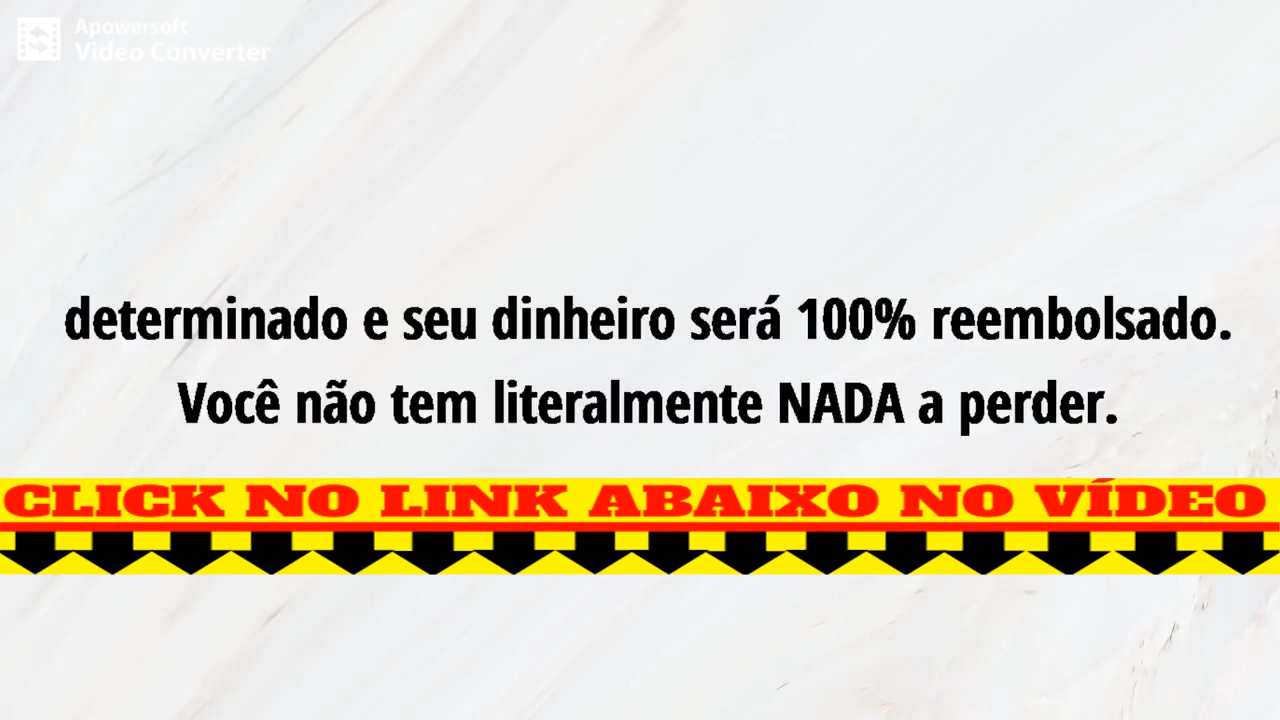 Apowersoft
Video Converter
determinado e seu dinheiro será 100% reembolsado.
Você não tem literalmente NADA a perder.
CLICK NO LINK ABAIXO NO VÍDEO